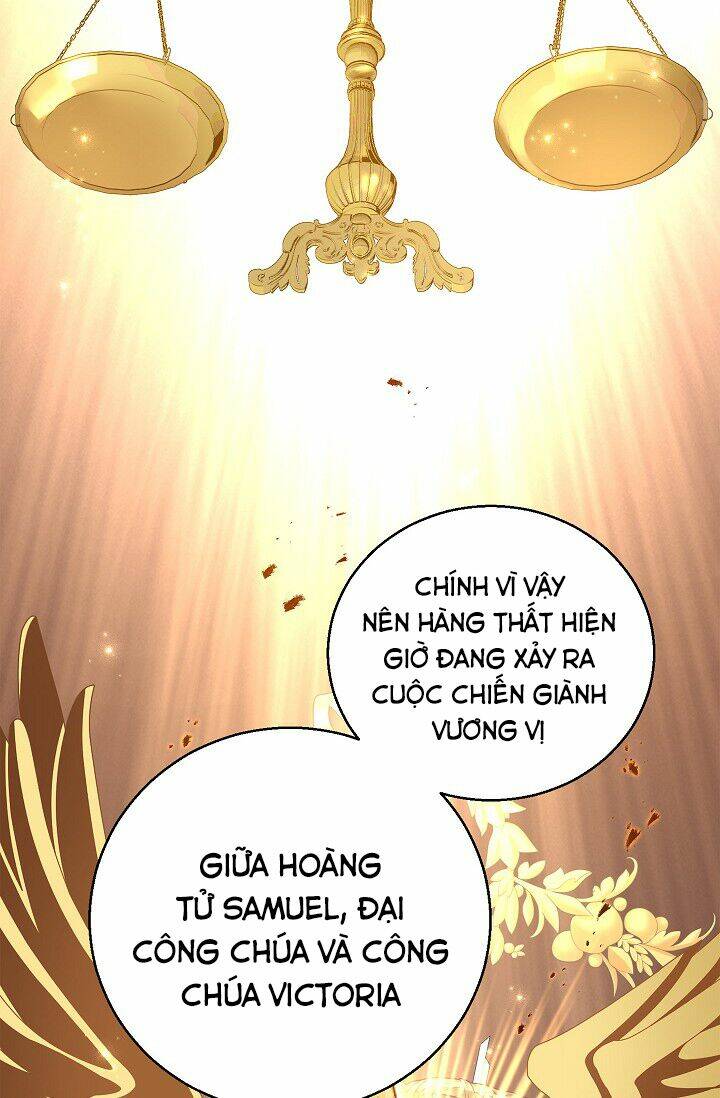 CHÍNH VÌ VẬY
NÊN HÀNG THẤT HIỆN
GIỜ ĐANG XẢY RA
CUỘC CHIẾN GIÀNH
VƯƠNG VỊ
GIỮA HOÀNG
TỬ SAMUEL, ĐẠI
CÔNG CHÚA VÀ CÔNG
CHÚA VICTORIA